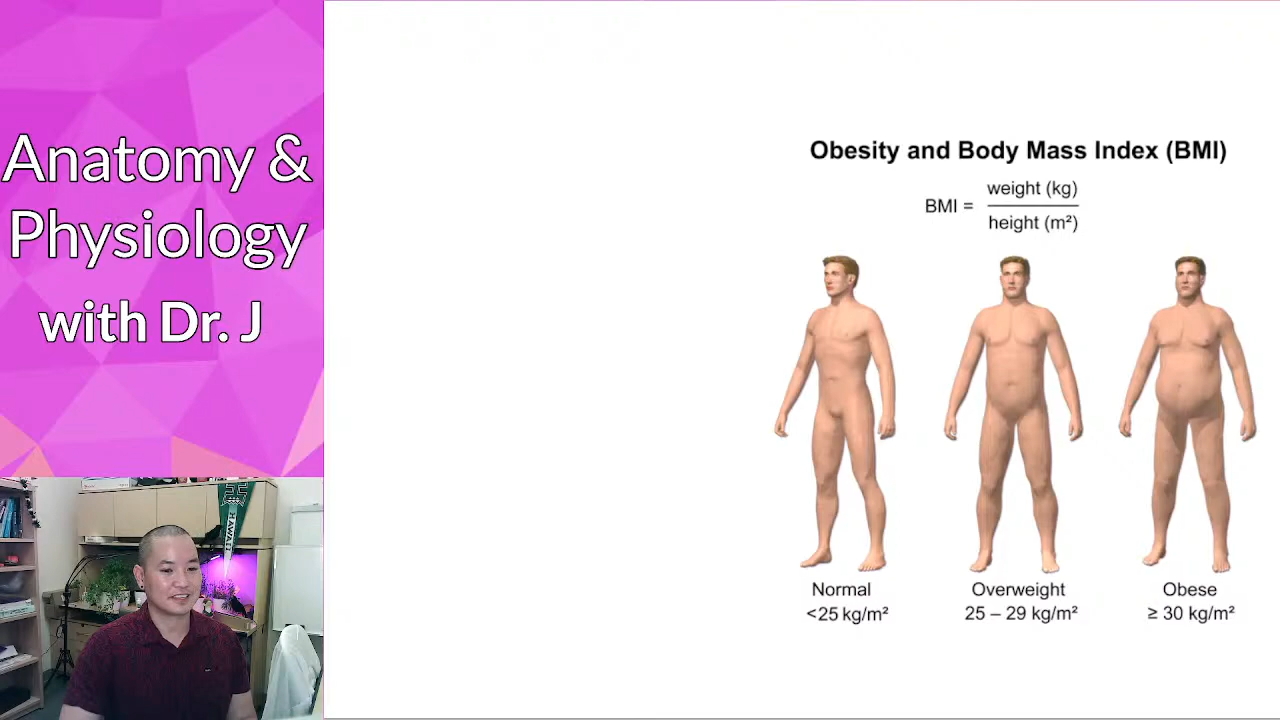 Anatomy &
Physiology
with Dr. J
HAWAI'I
Obesity and Body Mass Index (BMI)
BMI = weight (kg)
height (m²)
Normal
<25 kg/m²
Overweight
25 – 29 kg/m²
Obese
≥ 30 kg/m²